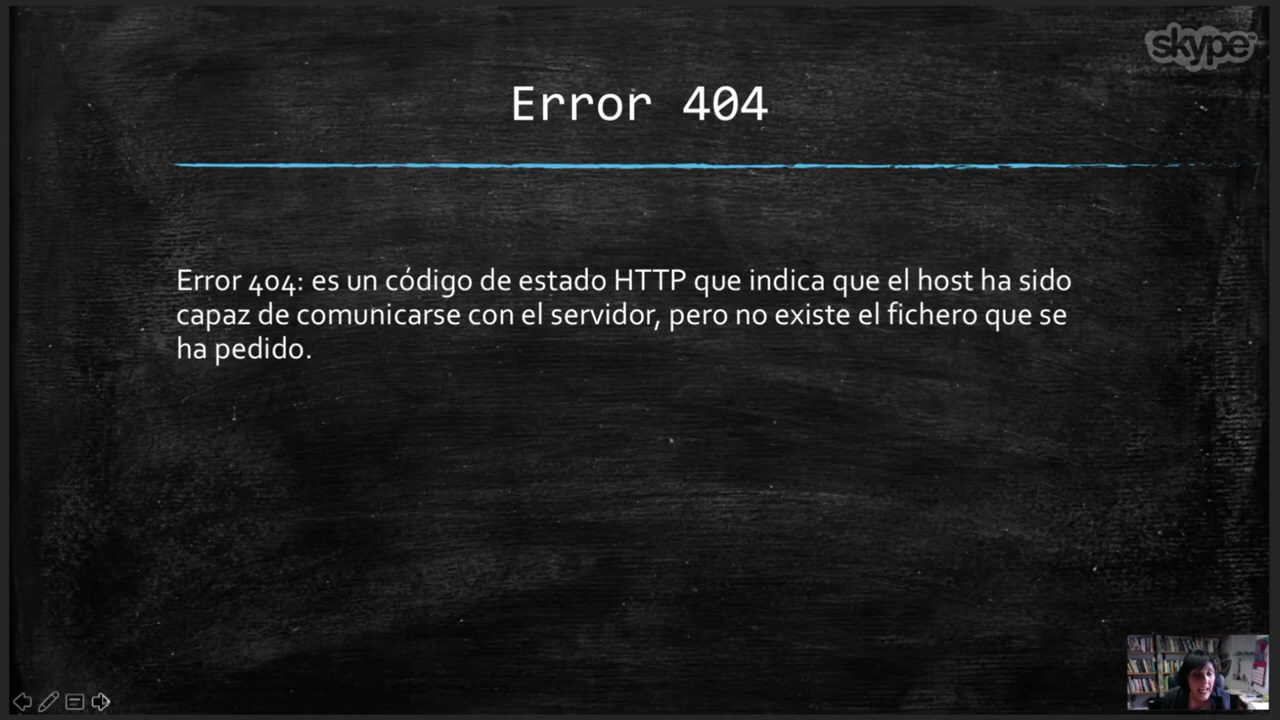 skype
Error 404
Error 404: es un código de estado HTTP que indica que el host ha sido
capaz de comunicarse con el servidor, pero no existe el fichero que se
ha pedido.